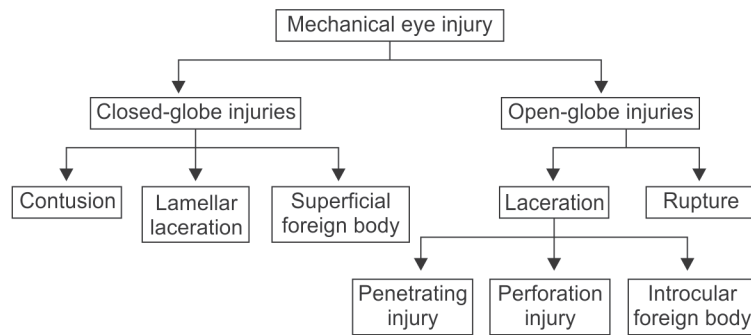 Mechanical eye injury
Closed-globe injuries
Open-globe injuries
Contusion
Lamellar
laceration
Superficial
foreign body
Laceration
Rupture
Penetrating
injury
Perforation
injury
Introcular
foreign body